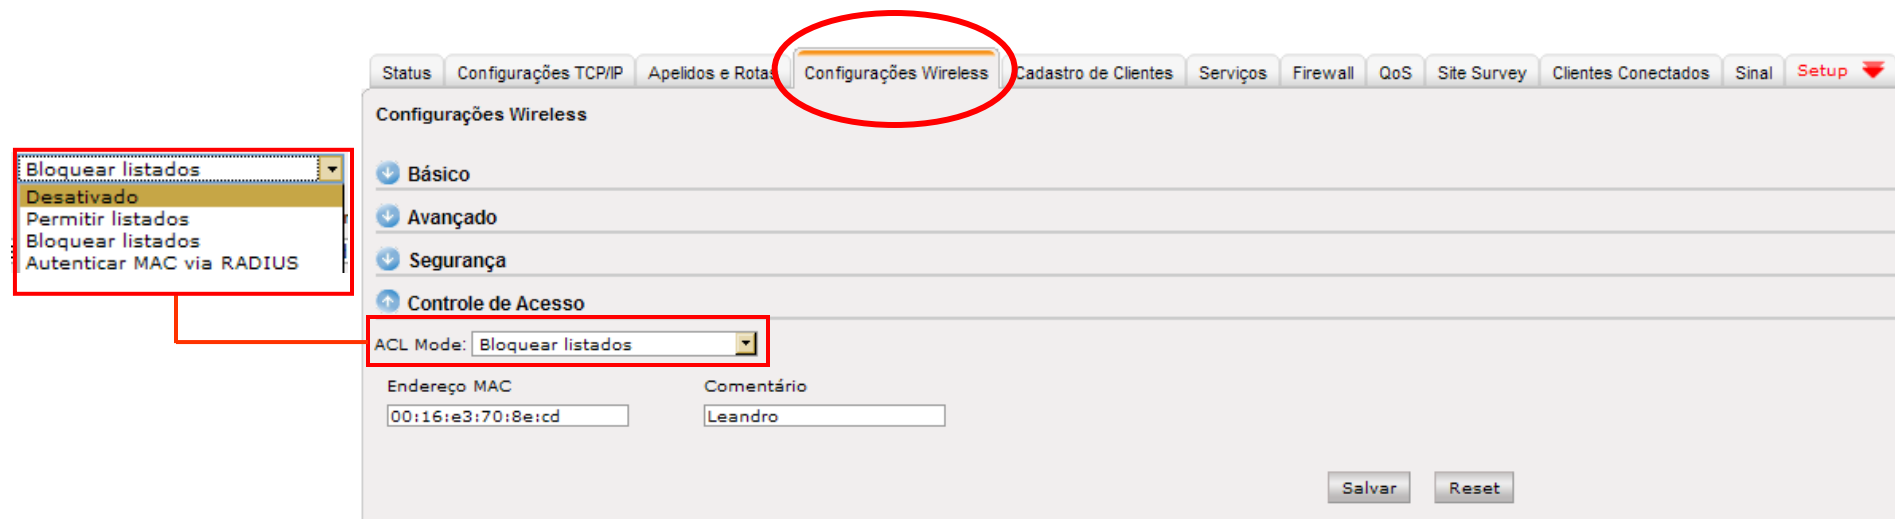 Status Configurações TCP/IP Apelidos e Rotas Configurações Wireless Cadastro de Clientes Serviços Firewall QoS Site Survey Clientes Conectados Sinal Setup
Configurações Wireless
Bloquear listados
Desativado
Permitir listados
Bloquear listados
Autenticar MAC via RADIUS
Básico
Avançado
Segurança
Controle de Acesso
ACL Mode: Bloquear listados
Endereço MAC Comentário
00:16:e3:70:8e:cd Leandro
Salvar Reset